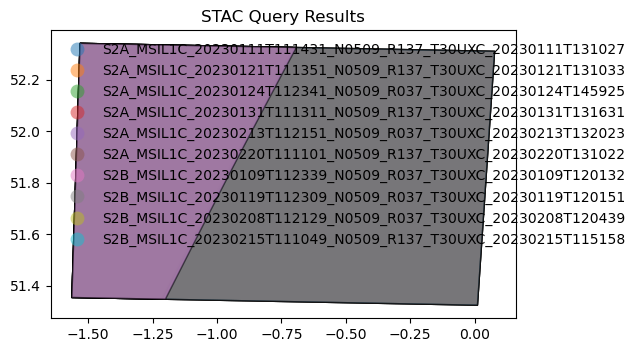 STAC Query Results
S2A_MSIL1C_20230111T111431_N0509_R137_T30UXC_20230111T131027
S2A_MSIL1C_20230121T111351_N0509_R137_T30UXC_20230121T131033
S2A_MSIL1C_20230124T112341_N0509_R037_T30UXC_20230124T145925
S2A_MSIL1C_20230131T111311_N0509_R137_T30UXC_20230131T131631
S2A_MSIL1C_20230213T112151_N0509_R037_T30UXC_20230213T132023
S2A_MSIL1C_20230220T111101_N0509_R137_T30UXC_20230220T131022
S2B_MSIL1C_20230109T112339_N0509_R037_T30UXC_20230109T120132
S2B_MSIL1C_20230119T112309_N0509_R037_T30UXC_20230119T120151
S2B_MSIL1C_20230208T112129_N0509_R037_T30UXC_20230208T120439
S2B_MSIL1C_20230215T111049_N0509_R137_T30UXC_20230215T115158
52.2
52.0
51.8
51.6
51.4
−1.50 −1.25 −1.00 −0.75 −0.50 −0.25 0.00